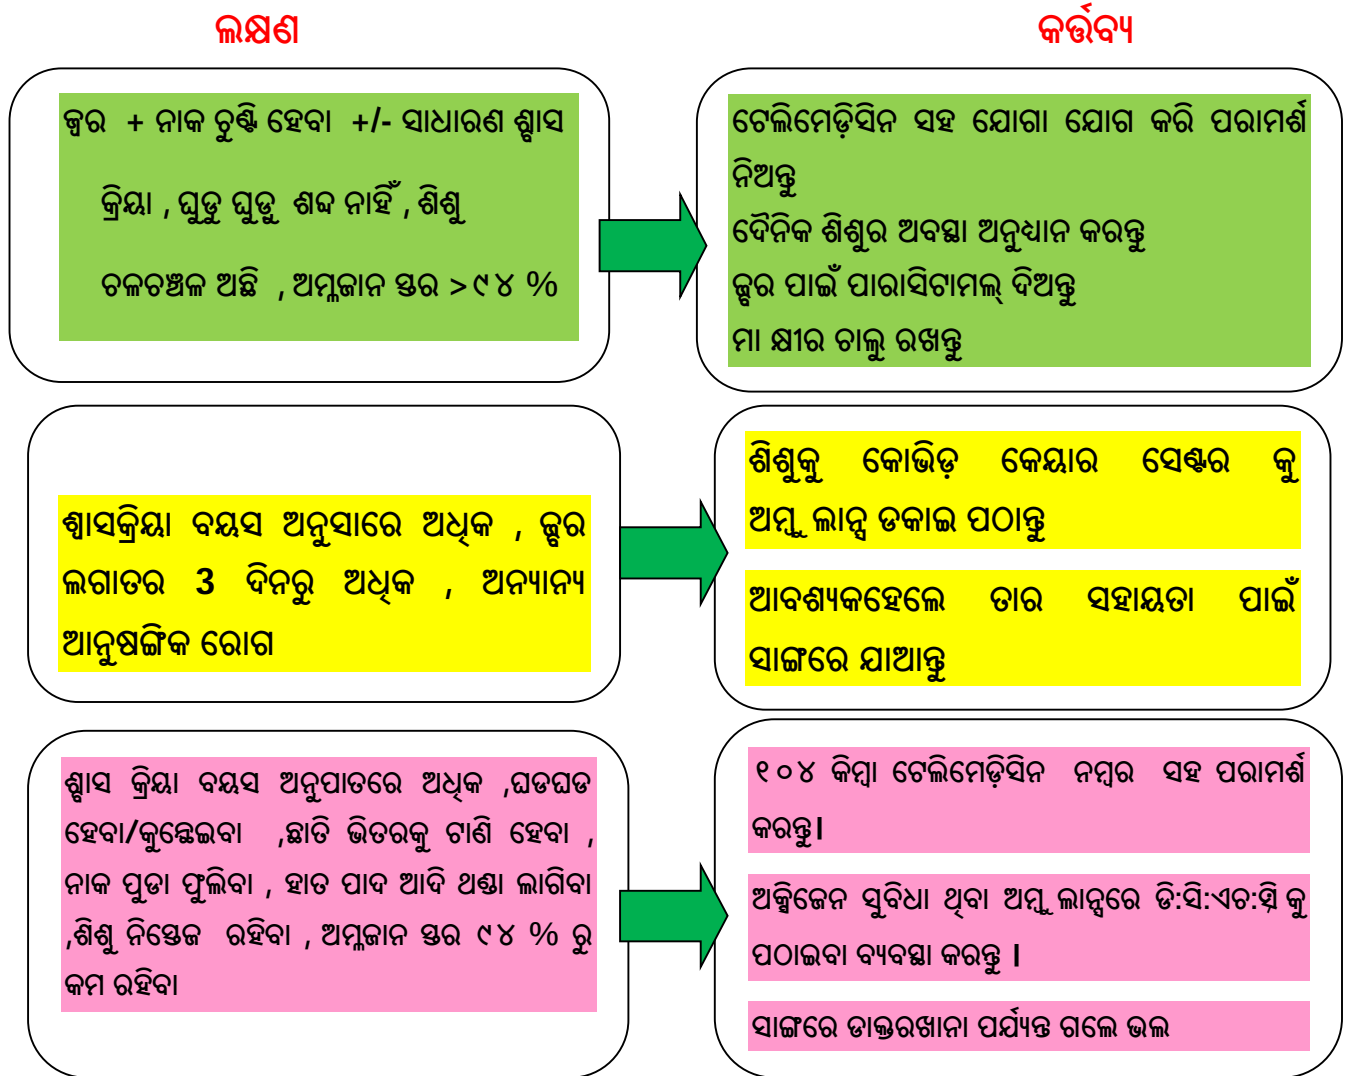 ଲକ୍ଷଣ
କର୍ତ୍ତବ୍ୟ
ଜ୍ଵର + ନାକ ଚୁଣ୍ଟି ହେବା +/- ସାଧାରଣ ଶ୍ବାସ
କ୍ରିୟା , ଘୁଡୁ ଘୁଡୁ ଶବ୍ଦ ନାହିଁ , ଶିଶୁ
ଚଳଚଞ୍ଚଳ ଅଛି , ଅମ୍ଳଜାନ ସ୍ତର > ୯୪ %
ଟେଲିମେଡ଼ିସିନ ସହ ଯୋଗା ଯୋଗ କରି ପରାମର୍ଶ
ନିଅନ୍ତୁ
ଦୈନିକ ଶିଶୁର ଅବସ୍ଥା ଅନୁଧ୍ୟାନ କରନ୍ତୁ
ଜ୍ବର ପାଇଁ ପାରାସିଟାମଲ୍ ଦିଅନ୍ତୁ
ମା କ୍ଷୀର ଚାଲୁ ରଖନ୍ତୁ
ଶ୍ଵାସକ୍ରିୟା ବୟସ ଅନୁସାରେ ଅଧିକ , ଜ୍ବର
ଲଗାତର 3 ଦିନରୁ ଅଧିକ , ଅନ୍ୟାନ୍ୟ
ଆନୁଷଙ୍ଗିକ ରୋଗ
ଶିଶୁକୁ କୋଭିଡ଼ କେୟାର ସେଣ୍ଟର କୁ
ଅମ୍ବୁ ଲାନ୍ସ ଡକାଇ ପଠାନ୍ତୁ
ଆବଶ୍ୟକହେଲେ ତାର ସହାୟତା ପାଇଁ
ସାଙ୍ଗରେ ଯାଆନ୍ତୁ
ଶ୍ବାସ କ୍ରିୟା ବୟସ ଅନୁପାତରେ ଅଧିକ ,ଘଡଘଡ
ହେବା/କୁନ୍ଥେଇବା ,ଛାତି ଭିତରକୁ ଟାଣି ହେବା ,
ନାକ ପୁଡା ଫୁଲିବା , ହାତ ପାଦ ଆଦି ଥଣ୍ଡା ଲାଗିବା
,ଶିଶୁ ନିସ୍ତେଜ ରହିବା , ଅମ୍ଳଜାନ ସ୍ତର ୯୪ % ରୁ
କମ ରହିବା
୧୦୪ କିମ୍ବା ଟେଲିମେଡ଼ିସିନ ନମ୍ବର ସହ ପରାମର୍ଶ
କରନ୍ତୁ।
ଅକ୍ସିଜେନ ସୁବିଧା ଥିବା ଅମ୍ବୁ ଲାନ୍ସରେ ଡି:ସି:ଏଚ: କୁ
ପଠାଇବା ବ୍ୟବସ୍ଥା କରନ୍ତୁ ।
ସାଙ୍ଗରେ ଡାକ୍ତରଖାନା ପର୍ଯ୍ୟନ୍ତ ଗଲେ ଭଲ